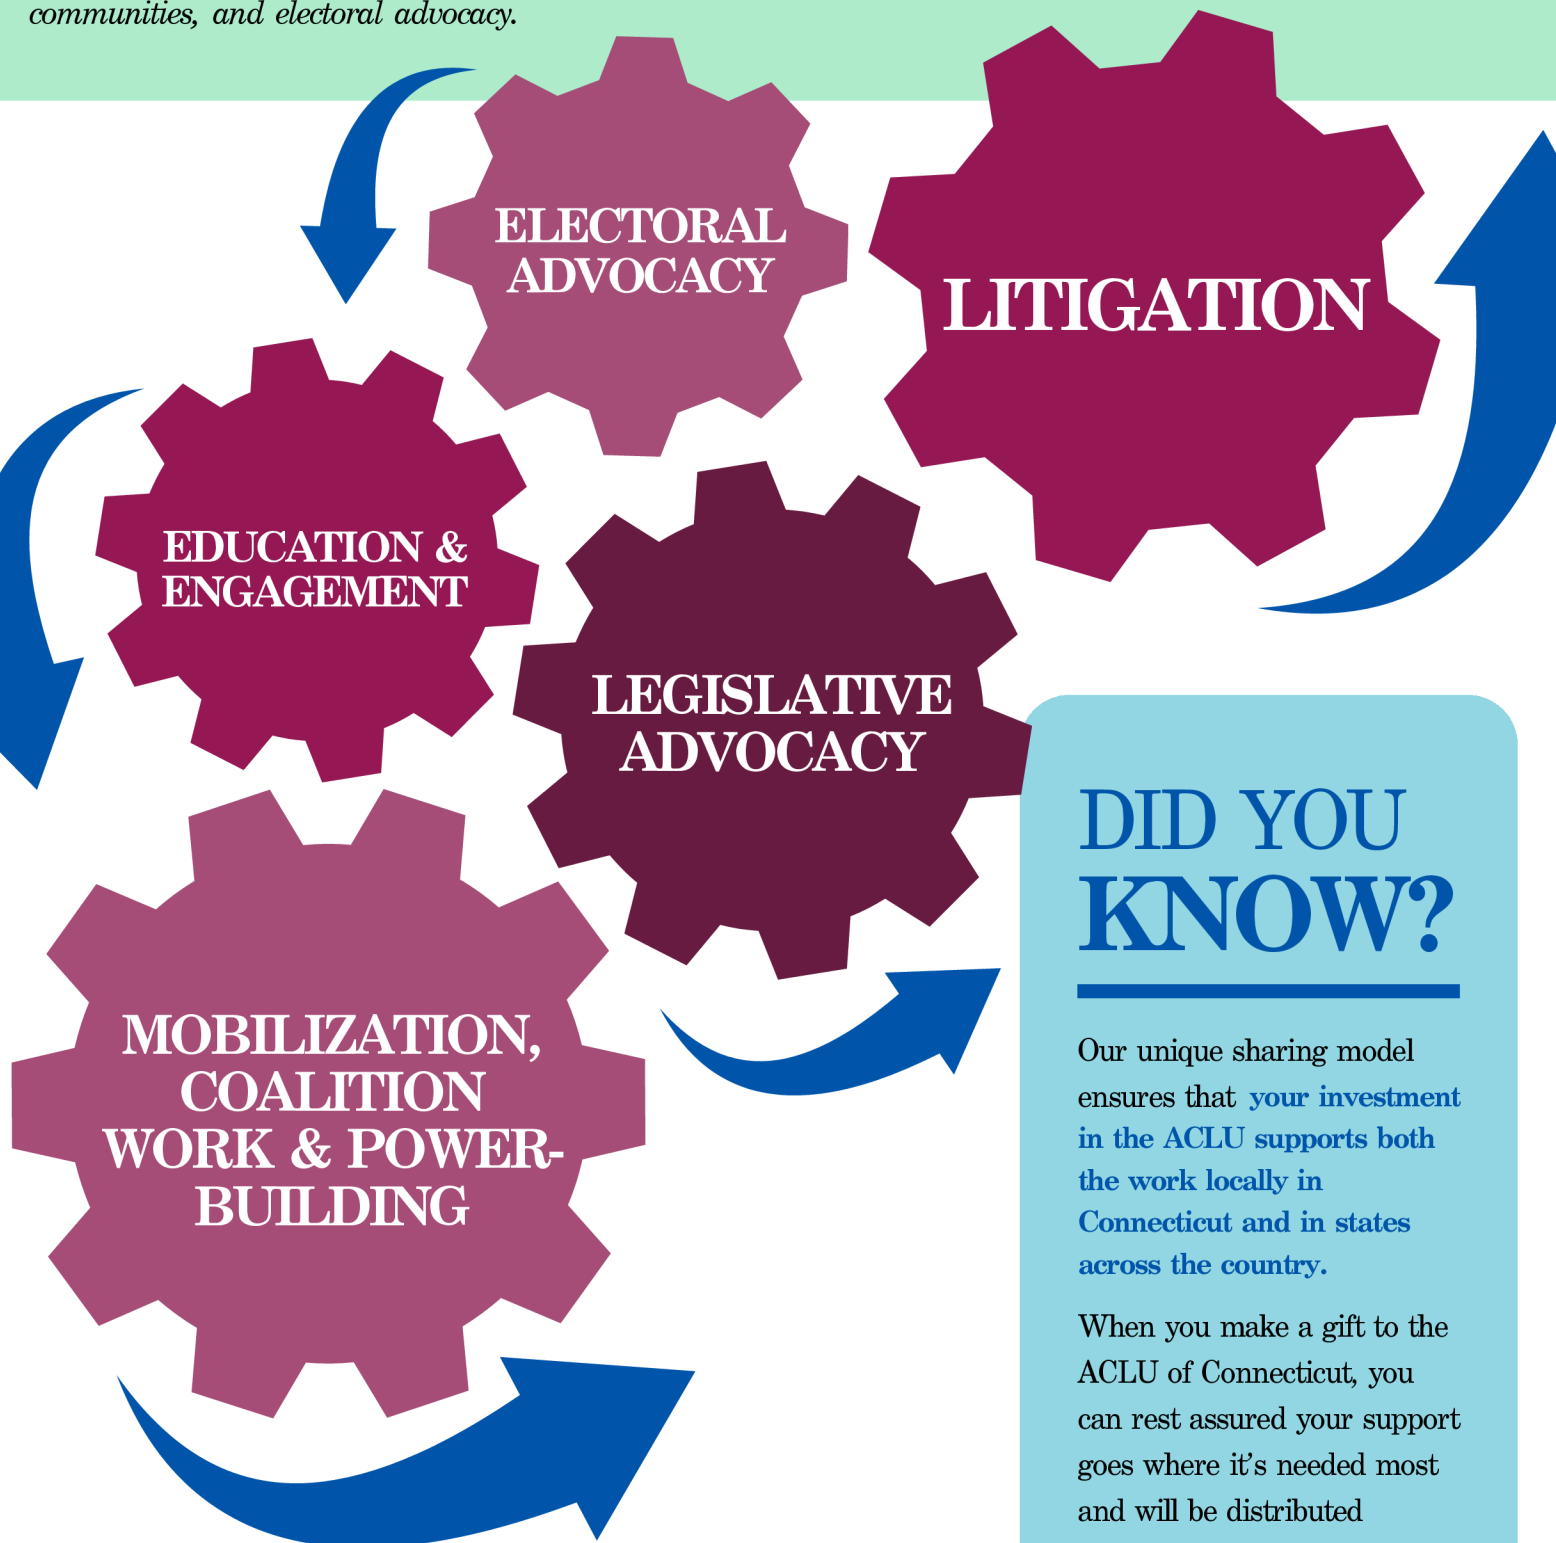 communities, and electoral advocacy.
ELECTORAL
ADVOCACY
LITIGATION
EDUCATION &
ENGAGEMENT
LEGISLATIVE
ADVOCACY
MOBILIZATION,
COALITION
WORK & POWER-
BUILDING
DID YOU
KNOW?
Our unique sharing model
ensures that your investment
in the ACLU supports both
the work locally in
Connecticut and in states
across the country.
When you make a gift to the
ACLU of Connecticut, you
can rest assured your support
goes where it’s needed most
and will be distributed